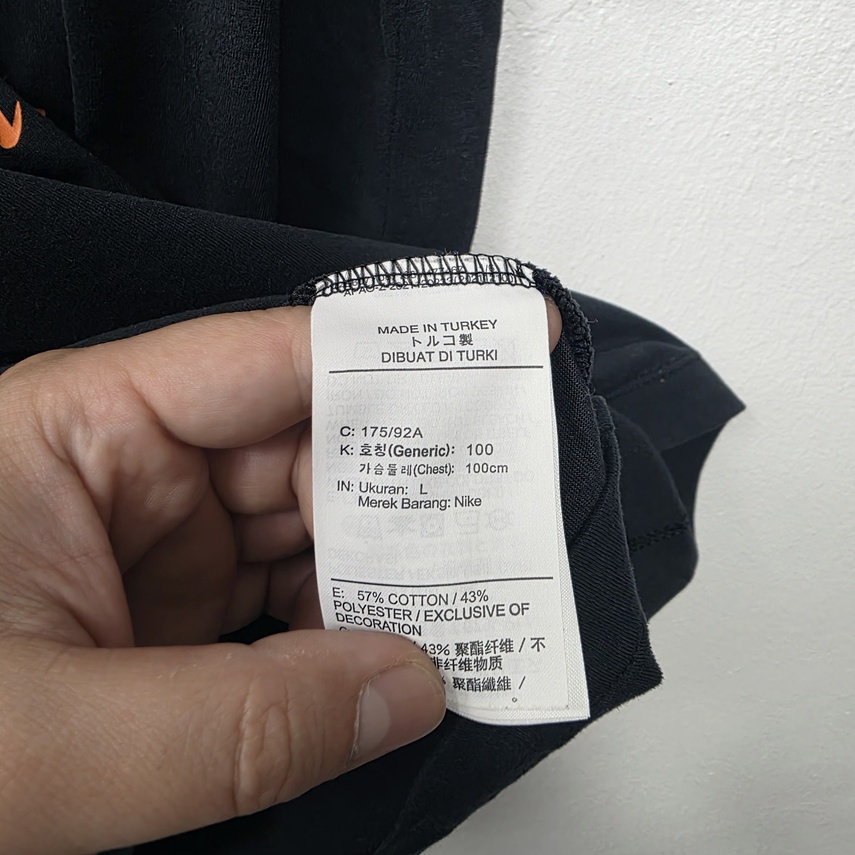 MADE IN TURKEY
トルコ製
DIBUAT DI TURKI
C: 175/92A
K: 호칭(Generic): 100
가슴둘레(Chest): 100cm
IN: Ukuran: L
Merek Barang: Nike
E: 57% COTTON / 43%
POLYESTER / EXCLUSIVE OF
DECORATION
43% 聚酯纤维 / 不
非纤维物质
% 聚酯纖維 /
。